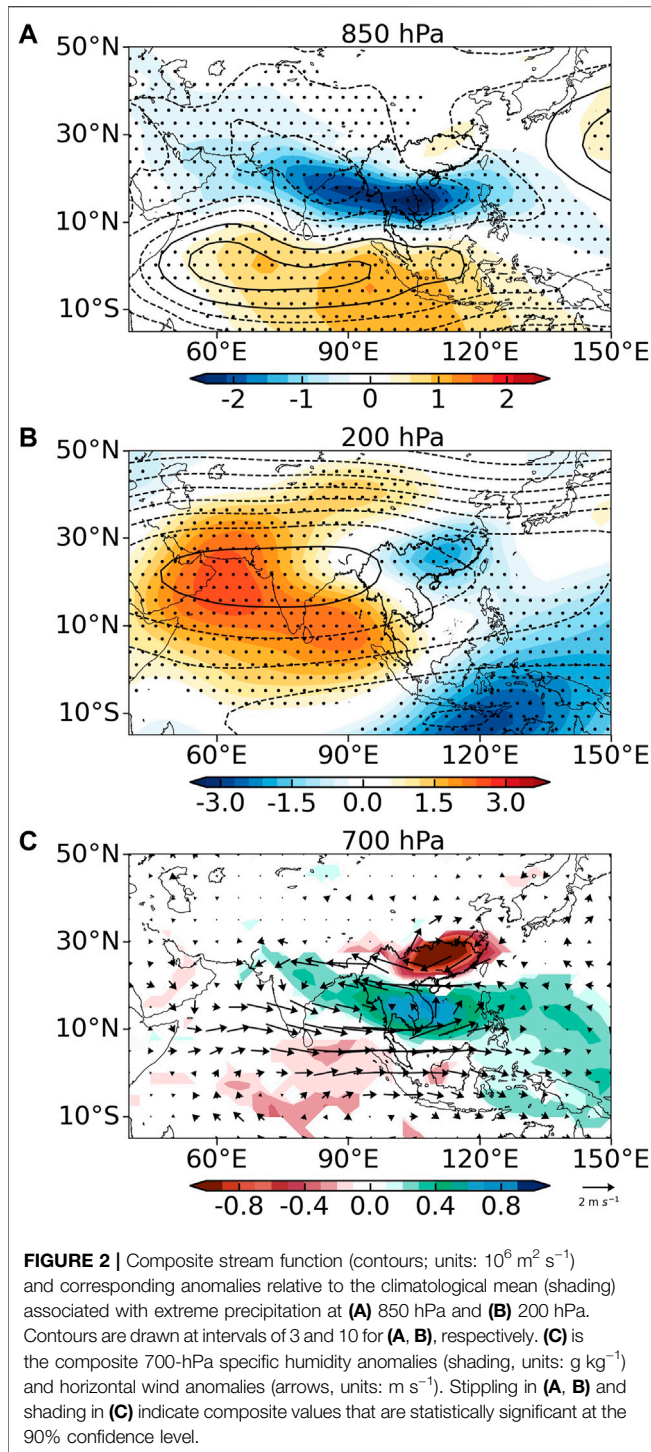 A
850 hPa
50°N
30°N
10°N
10°S
60°E 90°E 120°E 150°E
-2 -1 0 1 2
B
200 hPa
50°N
30°N
10°N
10°S
60°E 90°E 120°E 150°E
-3.0 -1.5 0.0 1.5 3.0
C
700 hPa
50°N
30°N
10°N
10°S
60°E 90°E 120°E 150°E
-0.8 -0.4 0.0 0.4 0.8
2 m s⁻¹
FIGURE 2 | Composite stream function (contours; units: 10⁶ m² s⁻¹)
and corresponding anomalies relative to the climatological mean (shading)
associated with extreme precipitation at (A) 850 hPa and (B) 200 hPa.
Contours are drawn at intervals of 3 and 10 for (A, B), respectively. (C) is
the composite 700-hPa specific humidity anomalies (shading, units: g kg⁻¹)
and horizontal wind anomalies (arrows, units: m s⁻¹). Stippling in (A, B) and
shading in (C) indicate composite values that are statistically significant at the
90% confidence level.